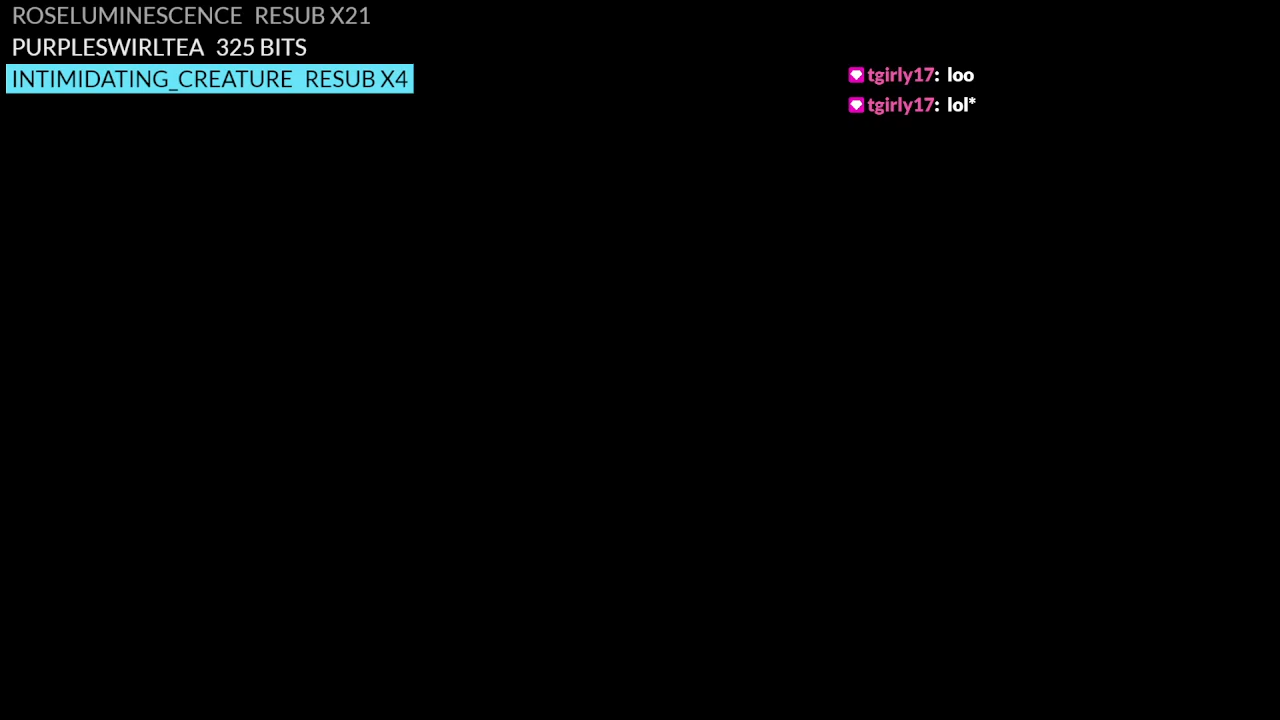 ROSELUMINESCENCE RESUB X21
PURPLESWIRLTEA 325 BITS
INTIMIDATING_CREATURE RESUB X4
tgirly17: loo
tgirly17: lol*